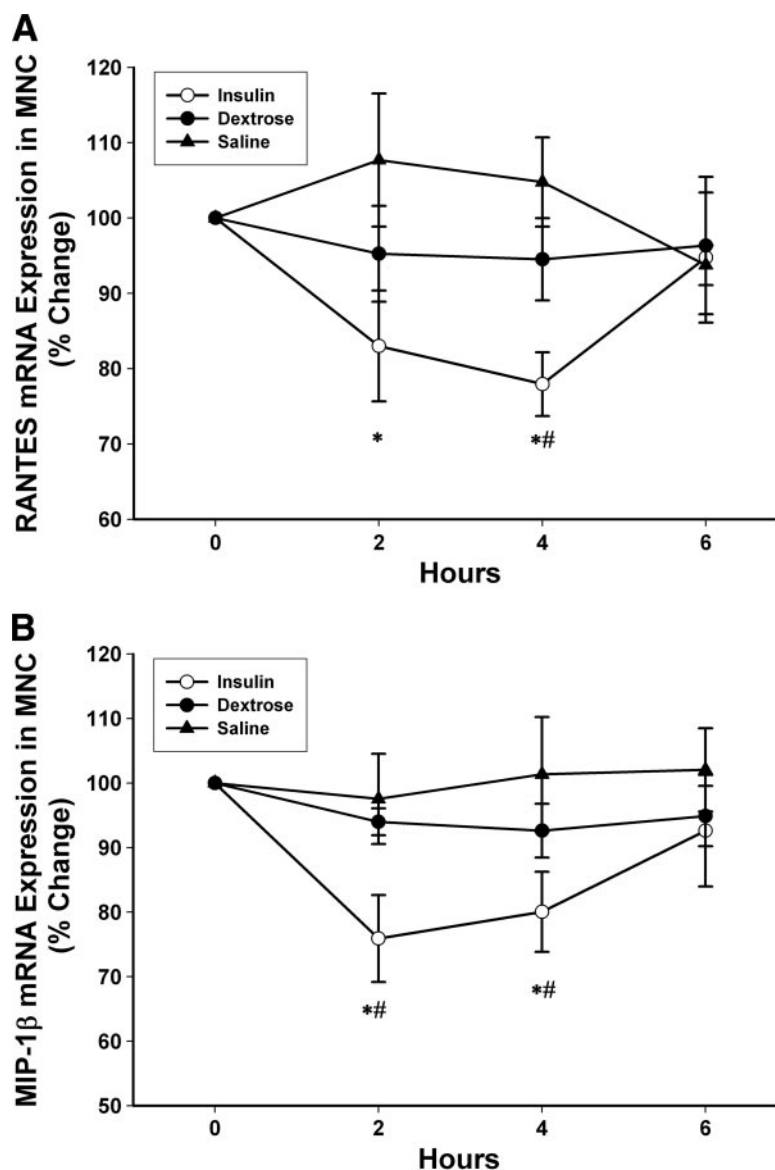 A
RANTES mRNA Expression in MNC
(% Change)
120
110
100
90
80
70
60
Insulin
Dextrose
Saline
*
*#
0
2
4
6
Hours
B
MIP-1β mRNA Expression in MNC
(% Change)
120
110
100
90
80
70
60
50
Insulin
Dextrose
Saline
*#
*#
0
2
4
6
Hours